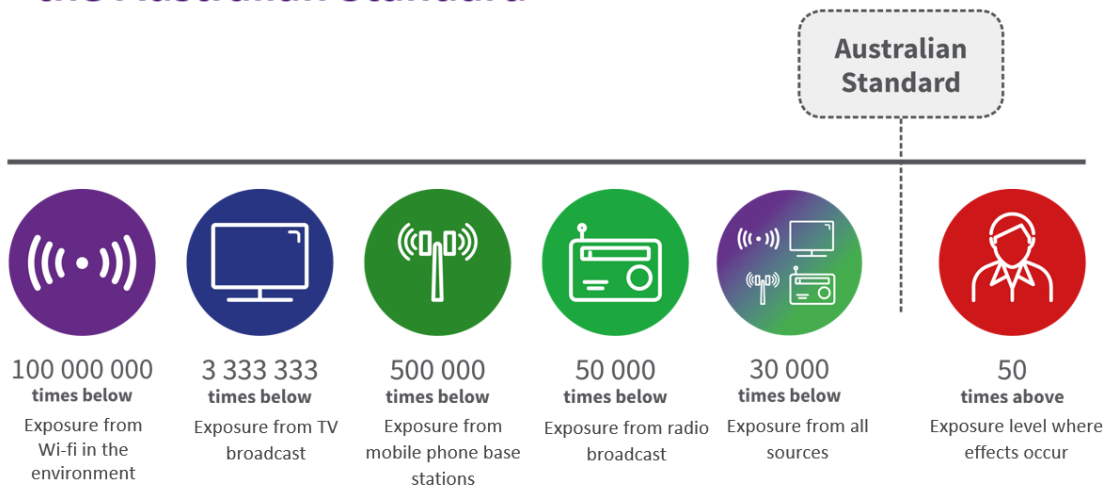 the Australian Standard
Australian
Standard
100 000 000
times below
Exposure from
Wi-fi in the
environment
3 333 333
times below
Exposure from TV
broadcast
500 000
times below
Exposure from
mobile phone base
stations
50 000
times below
Exposure from radio
broadcast
30 000
times below
Exposure from all
sources
50
times above
Exposure level where
effects occur